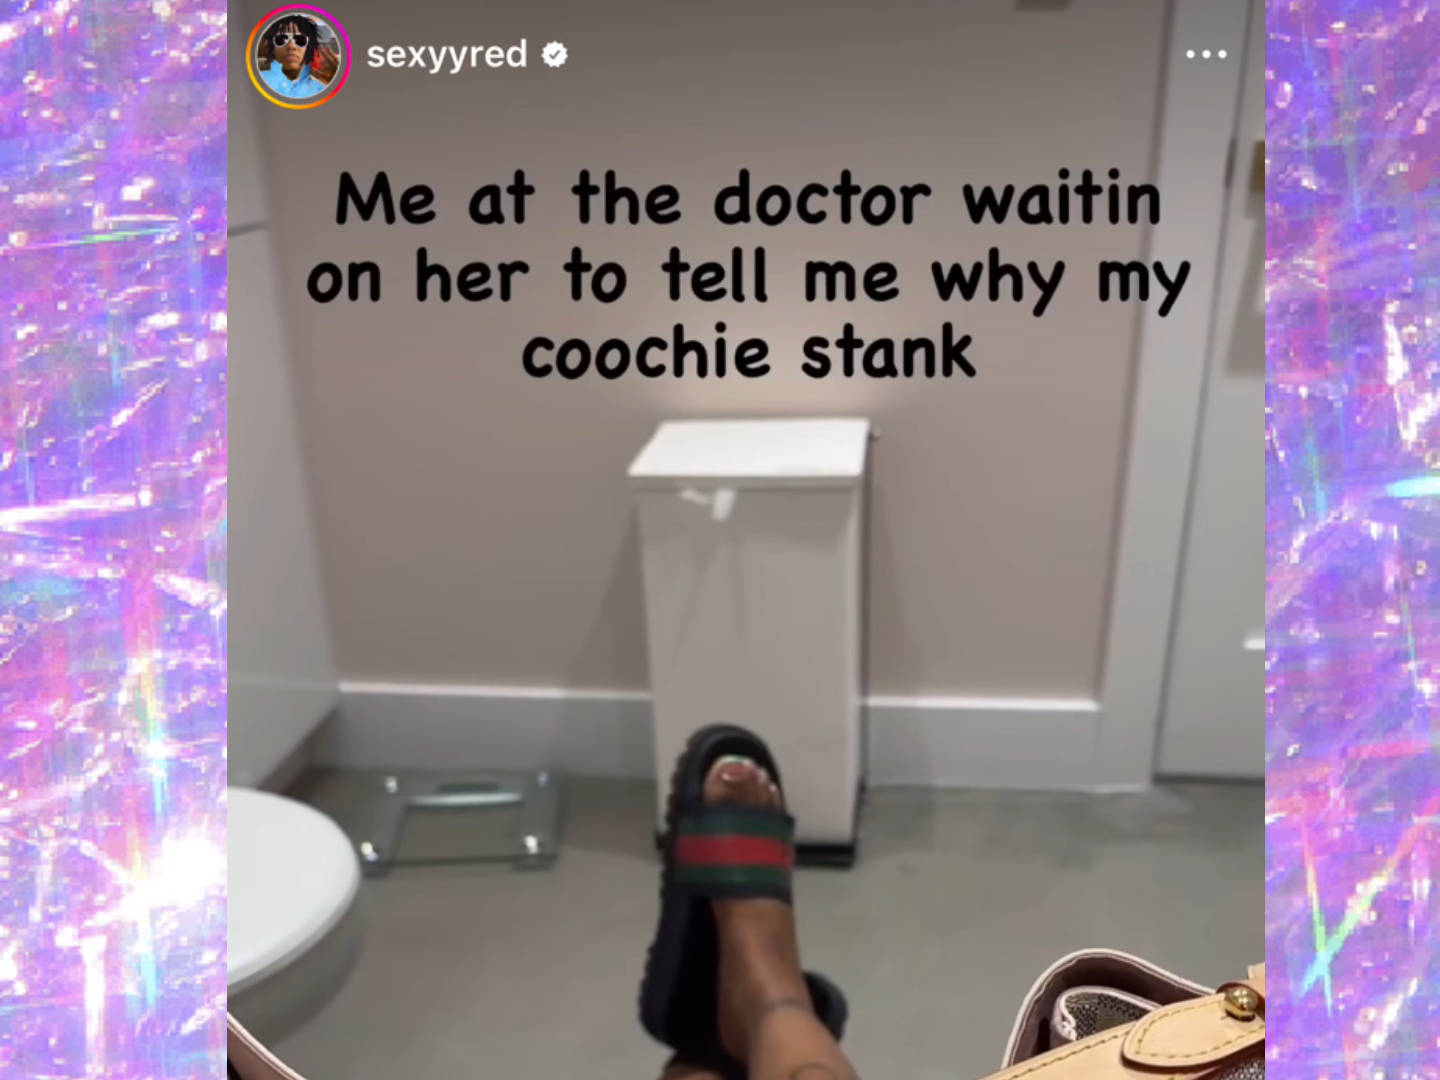 sexyyred
Me at the doctor waitin
on her to tell me why my
coochie stank